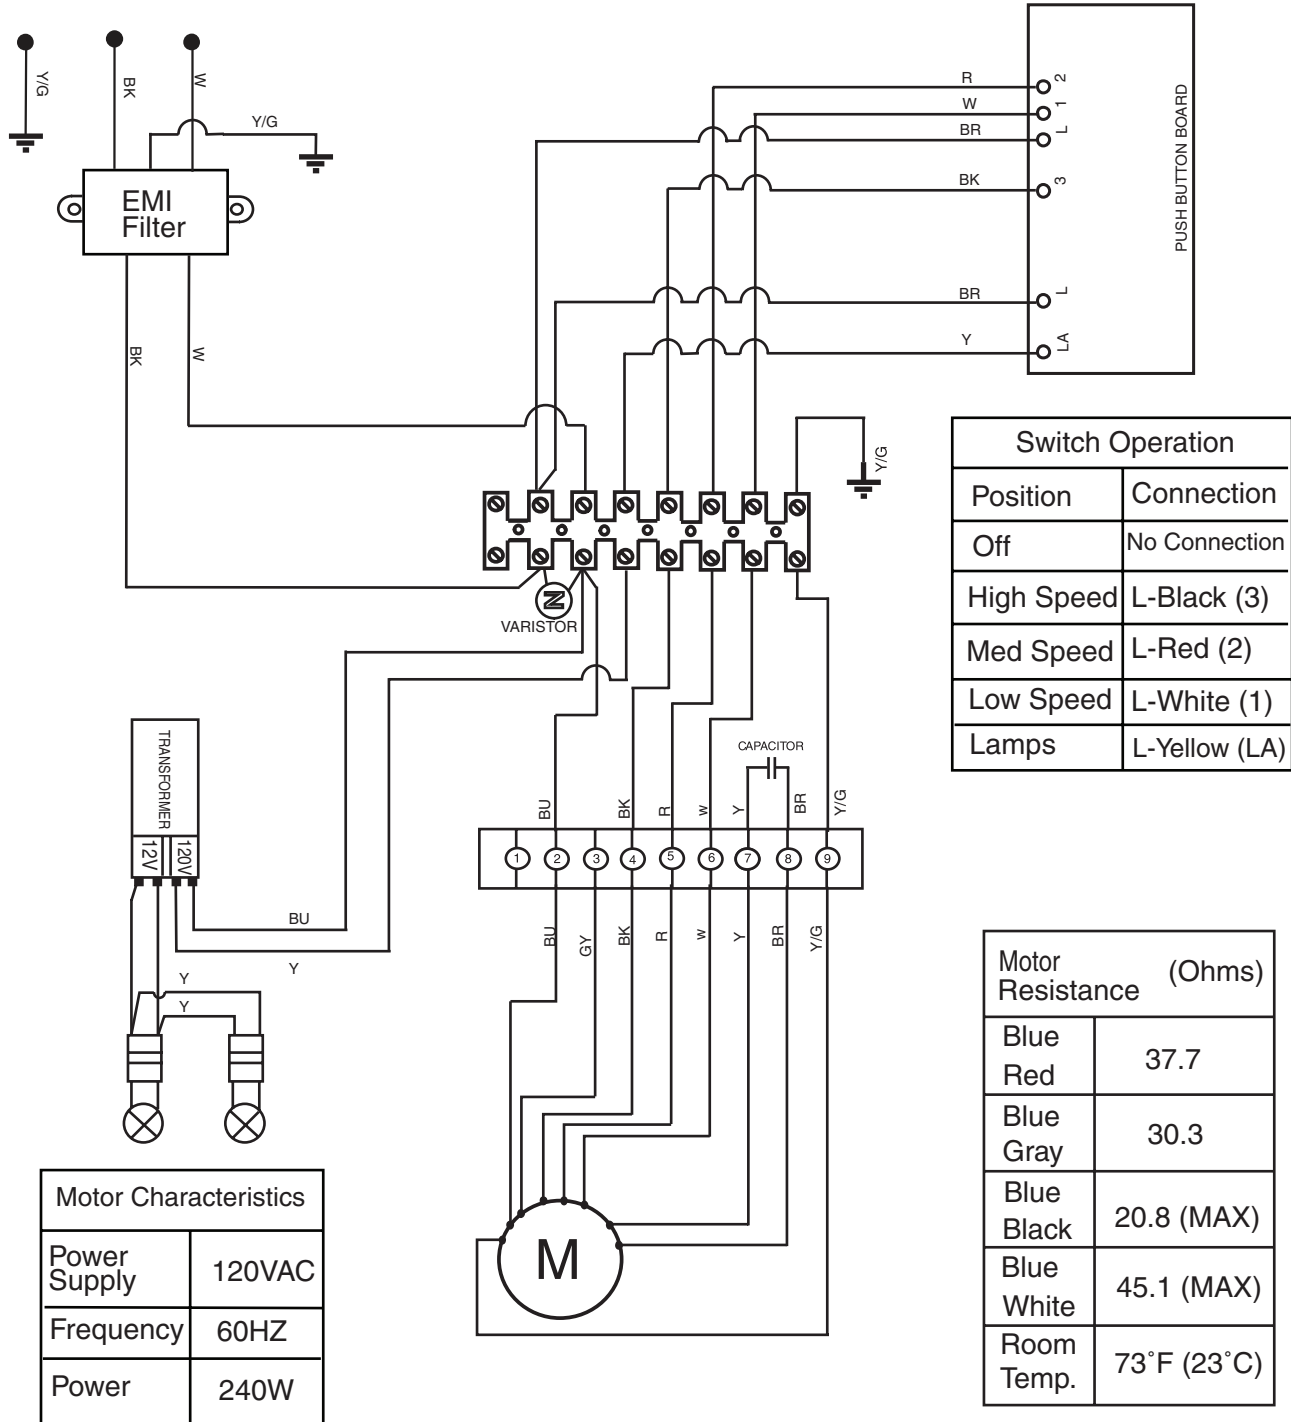 Y/G
BK
W
Y/G
EMI
Filter
BK
W
R
2
W
1
BR
L
BK
3
BR
L
Y
LA
PUSH BUTTON BOARD
Y/G
N
VARISTOR
Switch Operation
Position Connection
Off No Connection
High Speed L-Black (3)
Med Speed L-Red (2)
Low Speed L-White (1)
Lamps L-Yellow (LA)
TRANSFORMER
12V
120V
BU
Y
Y
Y
CAPACITOR
BU
BK
R
w
Y
BR
Y/G
1 2 3 4 5 6 7 8 9
BU
GY
BK
R
w
Y
BR
Y/G
M
Motor Characteristics
Power
Supply
120VAC
Frequency 60HZ
Power 240W
Motor
Resistance
(Ohms)
Blue
Red
37.7
Blue
Gray
30.3
Blue
Black
20.8 (MAX)
Blue
White
45.1 (MAX)
Room
Temp.
73˚F (23˚C)